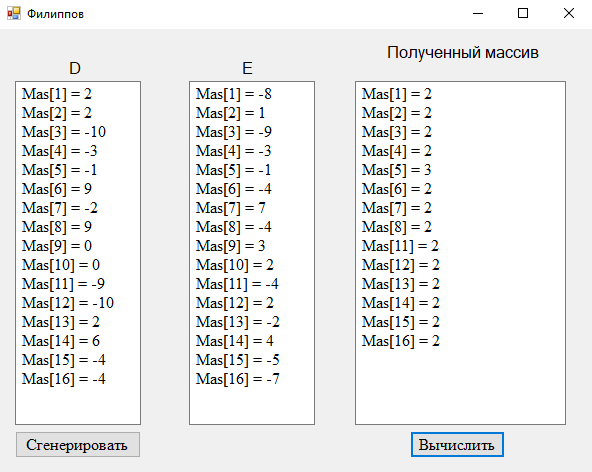 Филиппов
D
Mas[1] = 2
Mas[2] = 2
Mas[3] = -10
Mas[4] = -3
Mas[5] = -1
Mas[6] = 9
Mas[7] = -2
Mas[8] = 9
Mas[9] = 0
Mas[10] = 0
Mas[11] = -9
Mas[12] = -10
Mas[13] = 2
Mas[14] = 6
Mas[15] = -4
Mas[16] = -4
Сгенерировать
E
Mas[1] = -8
Mas[2] = 1
Mas[3] = -9
Mas[4] = -3
Mas[5] = -1
Mas[6] = -4
Mas[7] = 7
Mas[8] = -4
Mas[9] = 3
Mas[10] = 2
Mas[11] = -4
Mas[12] = 2
Mas[13] = -2
Mas[14] = 4
Mas[15] = -5
Mas[16] = -7
Полученный массив
Mas[1] = 2
Mas[2] = 2
Mas[3] = 2
Mas[4] = 2
Mas[5] = 3
Mas[6] = 2
Mas[7] = 2
Mas[8] = 2
Mas[11] = 2
Mas[12] = 2
Mas[13] = 2
Mas[14] = 2
Mas[15] = 2
Mas[16] = 2
Вычислить